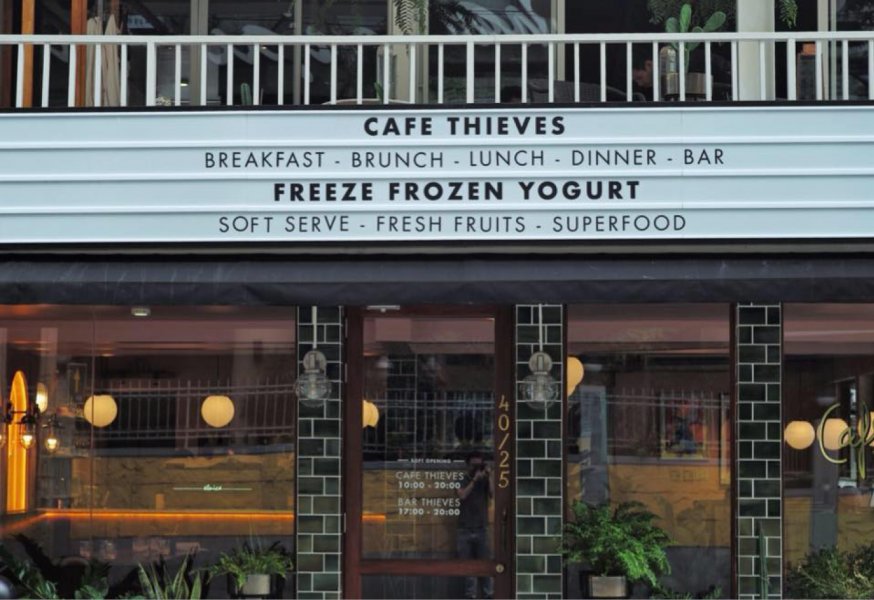 CAFE THIEVES
BREAKFAST - BRUNCH - LUNCH - DINNER - BAR
FREEZE FROZEN YOGURT
SOFT SERVE - FRESH FRUITS - SUPERFOOD
40/25
SOFT OPENING
CAFE THIEVES
10:00 - 20:00
BAR THIEVES
17:00 - 20:00